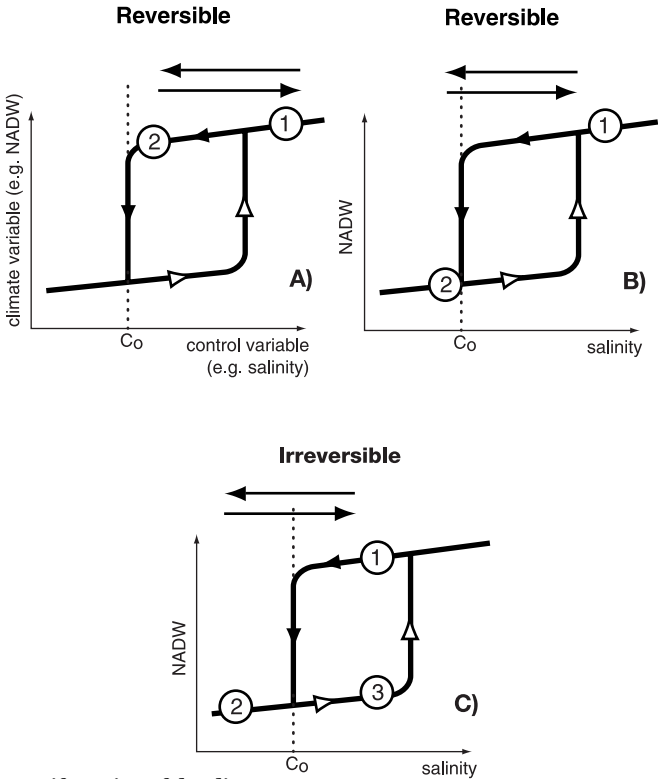 Reversible
Reversible
climate variable (e.g. NADW)
1
2
A)
Co
control variable
(e.g. salinity)
NADW
1
2
B)
Co
salinity
Irreversible
NADW
1
2
3
C)
Co
salinity